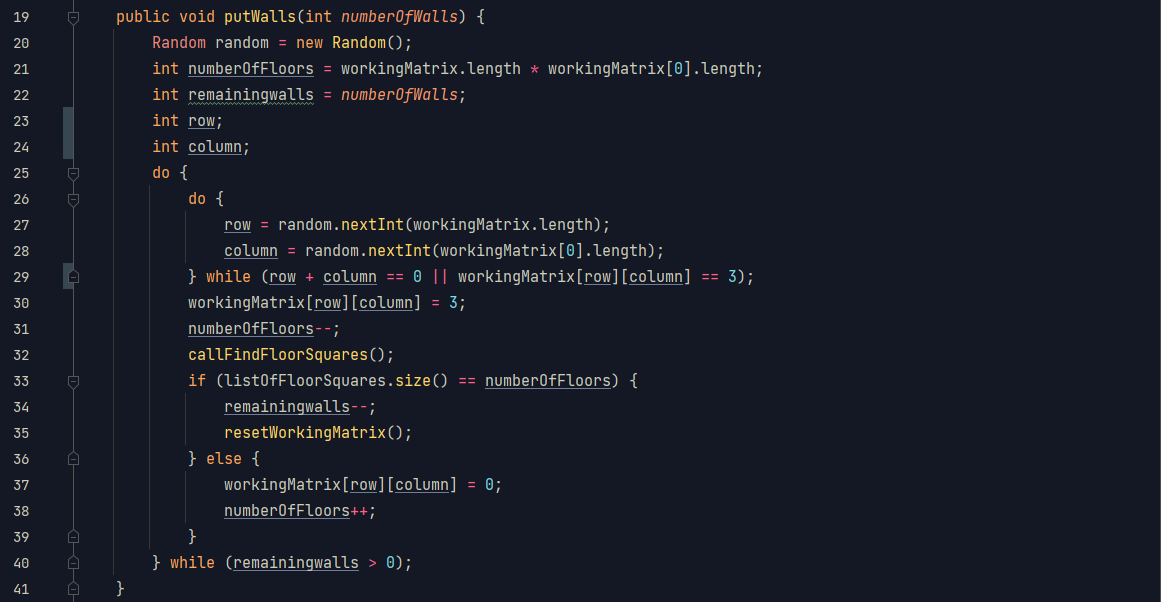 19 public void putWalls(int numberOfWalls) {
20 Random random = new Random();
21 int numberOfFloors = workingMatrix.length * workingMatrix[0].length;
22 int remainingwalls = numberOfWalls;
23 int row;
24 int column;
25 do {
26 do {
27 row = random.nextInt(workingMatrix.length);
28 column = random.nextInt(workingMatrix[0].length);
29 } while (row + column == 0 || workingMatrix[row][column] == 3);
30 workingMatrix[row][column] = 3;
31 numberOfFloors--;
32 callFindFloorSquares();
33 if (listOfFloorSquares.size() == numberOfFloors) {
34 remainingwalls--;
35 resetWorkingMatrix();
36 } else {
37 workingMatrix[row][column] = 0;
38 numberOfFloors++;
39 }
40 } while (remainingwalls > 0);
41 }